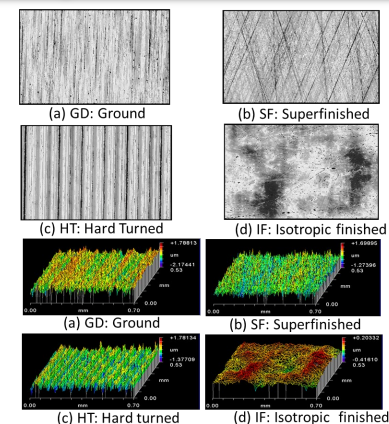 (a) GD: Ground
(b) SF: Superfinished
(c) HT: Hard Turned
(d) IF: Isotropic finished
+1.78813
um
-2.17441
0.53
mm
0.00
0.00
mm
0.70
(a) GD: Ground
+1.69895
um
-1.27396
0.53
mm
0.00
0.00
mm
0.70
(b) SF: Superfinished
+1.78134
um
-1.37709
0.53
mm
0.00
0.00
mm
0.70
(c) HT: Hard turned
+0.20332
um
-0.41610
0.53
mm
0.00
0.00
mm
0.70
(d) IF: Isotropic finished